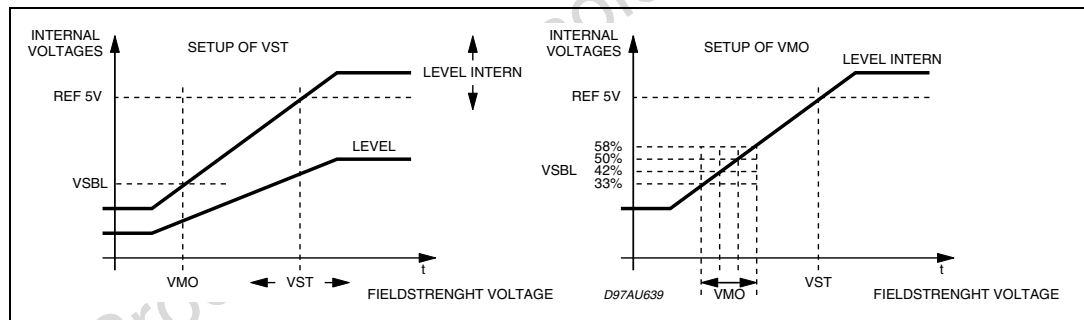 INTERNAL
VOLTAGES
SETUP OF VST
LEVEL INTERN
REF 5V
LEVEL
VSBL
t
VMO
VST
FIELDSTRENGHT VOLTAGE
INTERNAL
VOLTAGES
SETUP OF VMO
LEVEL INTERN
REF 5V
58%
50%
VSBL 42%
33%
t
D97AU639
VMO
VST
FIELDSTRENGHT VOLTAGE